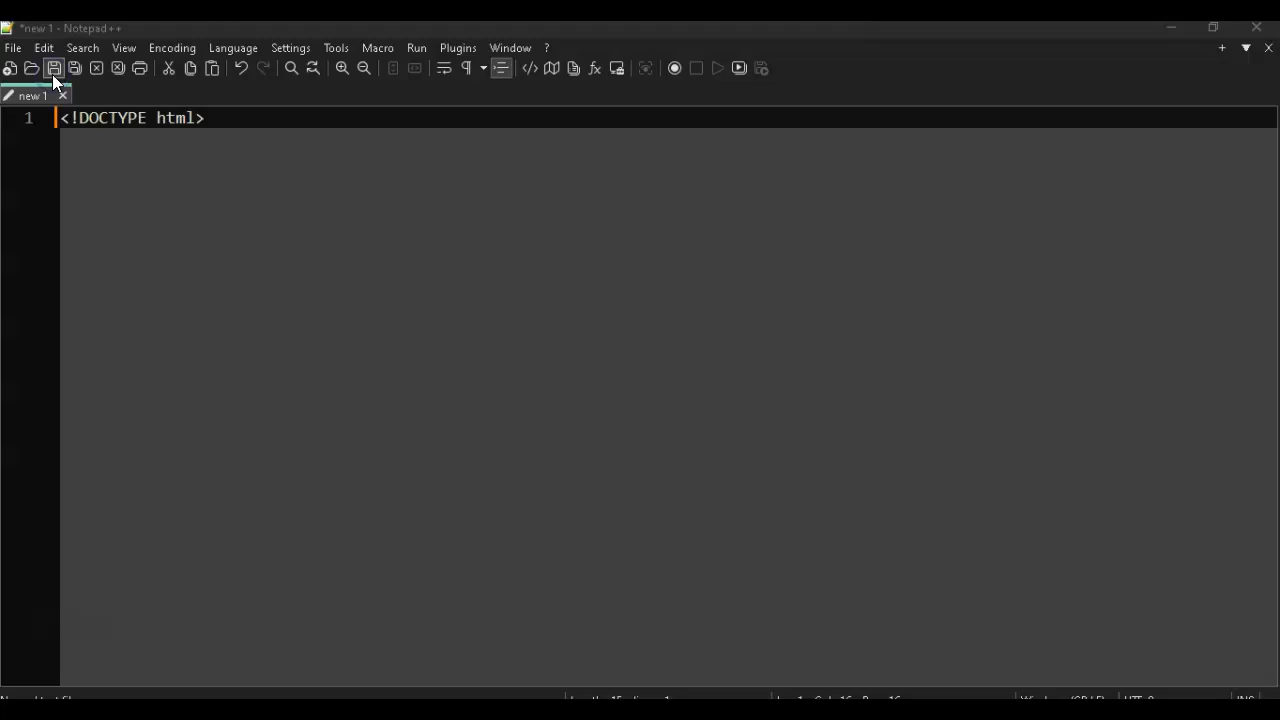 *new 1 - Notepad++
File Edit Search View Encoding Language Settings Tools Macro Run Plugins Window ?
new 1
1 <!DOCTYPE html>